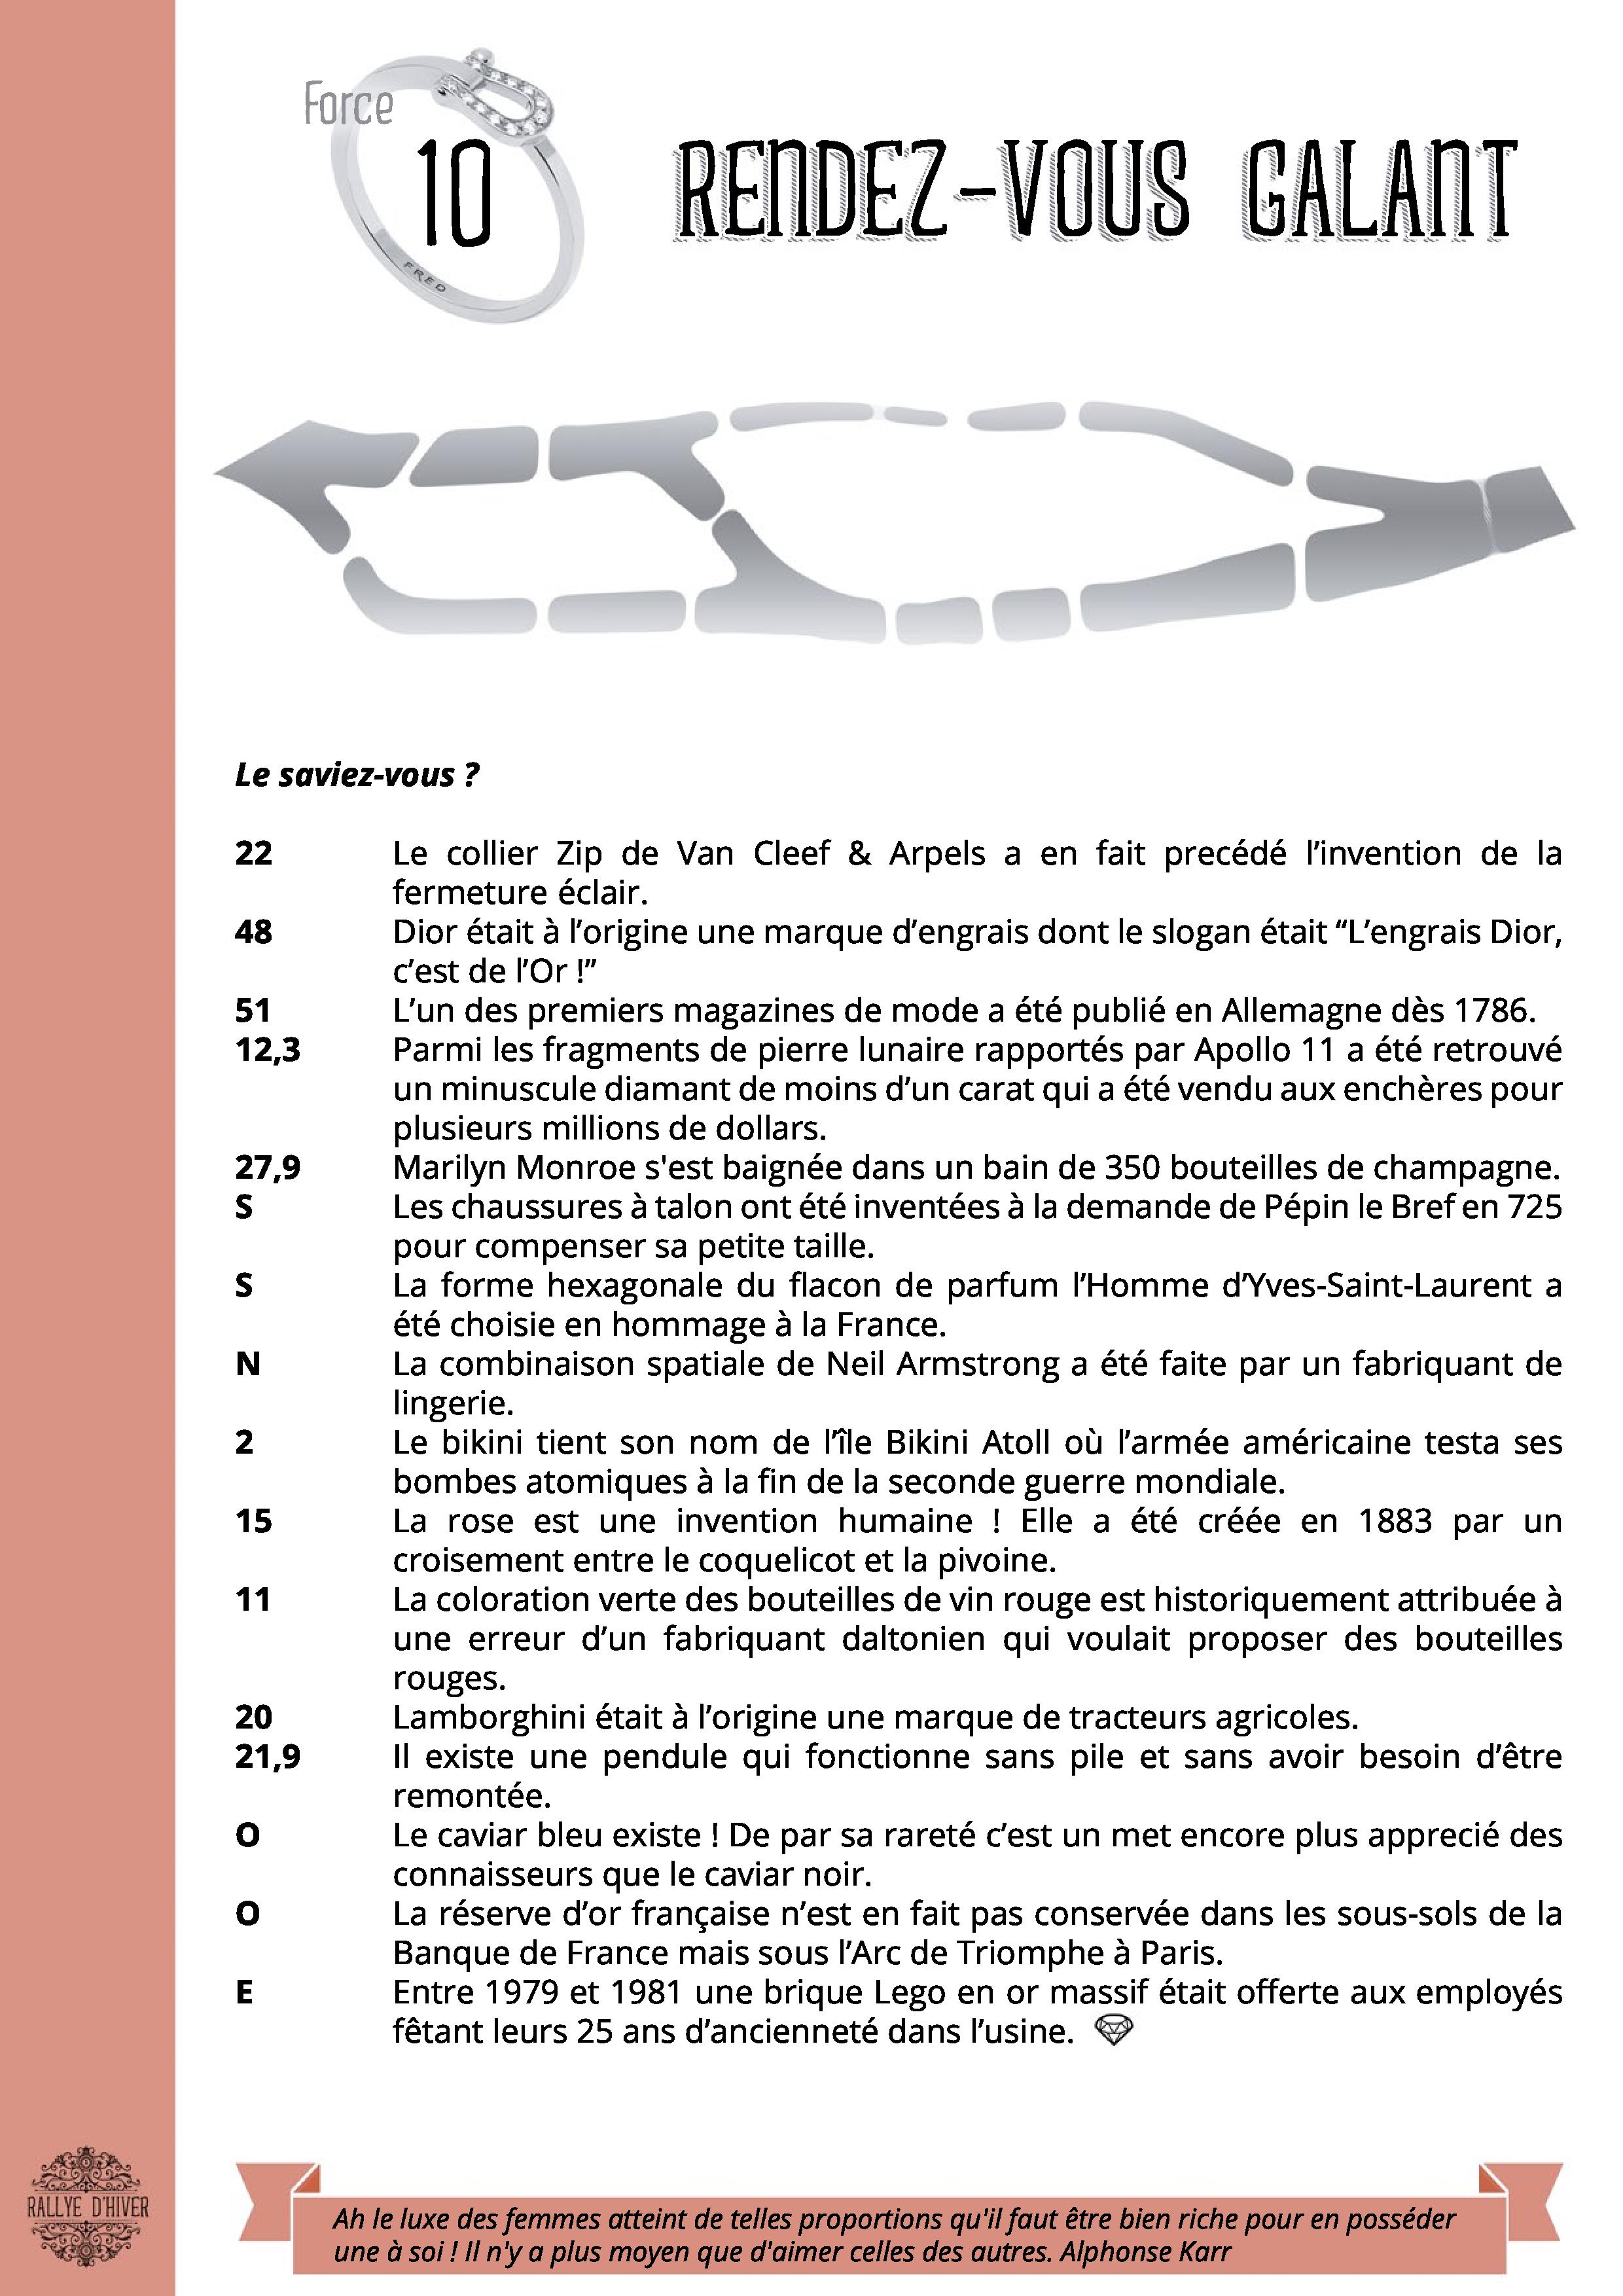 Force
10
FRED
RENDEZ-VOUS GALANT
Le saviez-vous ?
22 Le collier Zip de Van Cleef & Arpels a en fait precédé l’invention de la
fermeture éclair.
48 Dior était à l’origine une marque d’engrais dont le slogan était “L’engrais Dior,
c’est de l’Or !”
51 L’un des premiers magazines de mode a été publié en Allemagne dès 1786.
12,3 Parmi les fragments de pierre lunaire rapportés par Apollo 11 a été retrouvé
un minuscule diamant de moins d’un carat qui a été vendu aux enchères pour
plusieurs millions de dollars.
27,9 Marilyn Monroe s'est baignée dans un bain de 350 bouteilles de champagne.
S Les chaussures à talon ont été inventées à la demande de Pépin le Bref en 725
pour compenser sa petite taille.
S La forme hexagonale du flacon de parfum l’Homme d’Yves-Saint-Laurent a
été choisie en hommage à la France.
N La combinaison spatiale de Neil Armstrong a été faite par un fabriquant de
lingerie.
2 Le bikini tient son nom de l’île Bikini Atoll où l’armée américaine testa ses
bombes atomiques à la fin de la seconde guerre mondiale.
15 La rose est une invention humaine ! Elle a été créée en 1883 par un
croisement entre le coquelicot et la pivoine.
11 La coloration verte des bouteilles de vin rouge est historiquement attribuée à
une erreur d’un fabriquant daltonien qui voulait proposer des bouteilles
rouges.
20 Lamborghini était à l’origine une marque de tracteurs agricoles.
21,9 Il existe une pendule qui fonctionne sans pile et sans avoir besoin d’être
remontée.
O Le caviar bleu existe ! De par sa rareté c’est un met encore plus apprecié des
connaisseurs que le caviar noir.
O La réserve d’or française n’est en fait pas conservée dans les sous-sols de la
Banque de France mais sous l’Arc de Triomphe à Paris.
E Entre 1979 et 1981 une brique Lego en or massif était offerte aux employés
fêtant leurs 25 ans d’ancienneté dans l’usine.
RALLYE D'HIVER
Ah le luxe des femmes atteint de telles proportions qu'il faut être bien riche pour en posséder
une à soi ! Il n'y a plus moyen que d'aimer celles des autres. Alphonse Karr